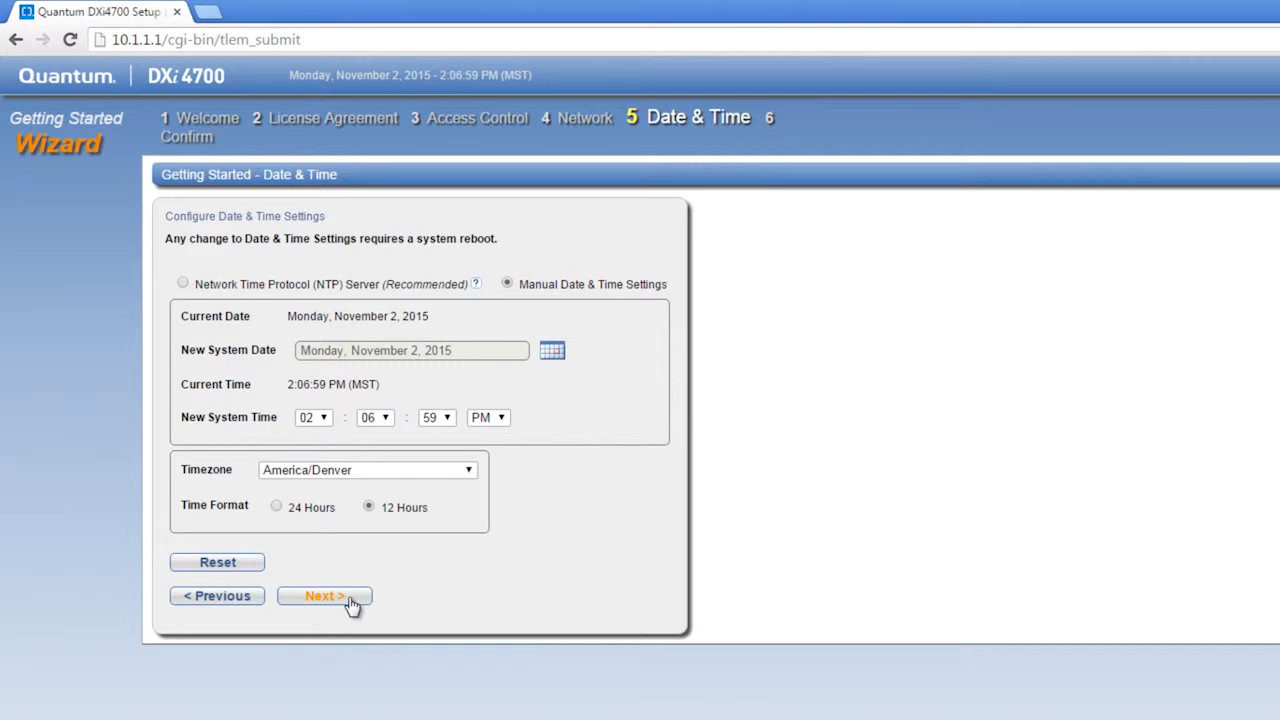 Quantum DXi4700 Setup
10.1.1.1/cgi-bin/tlem_submit
Quantum. DXi4700 Monday, November 2, 2015 - 2:06:59 PM (MST)
Getting Started
Wizard
1 Welcome 2 License Agreement 3 Access Control 4 Network 5 Date & Time 6
Confirm
Getting Started - Date & Time
Configure Date & Time Settings
Any change to Date & Time Settings requires a system reboot.
Network Time Protocol (NTP) Server (Recommended) ? Manual Date & Time Settings
Current Date Monday, November 2, 2015
New System Date Monday, November 2, 2015
Current Time 2:06:59 PM (MST)
New System Time 02 : 06 : 59 PM
Timezone America/Denver
Time Format 24 Hours 12 Hours
Reset
< Previous Next >